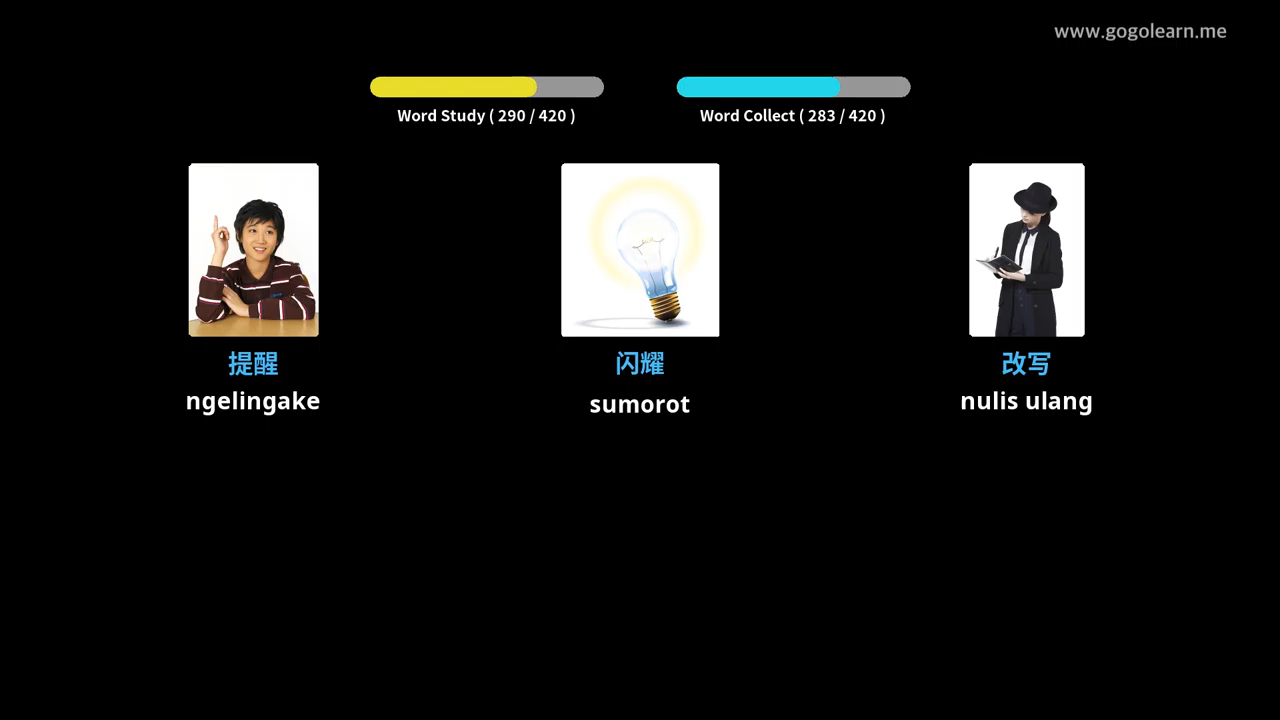 www.gogolearn.me
Word Study ( 290 / 420 )
Word Collect ( 283 / 420 )
提醒
ngelingake
闪耀
sumorot
改写
nulis ulang